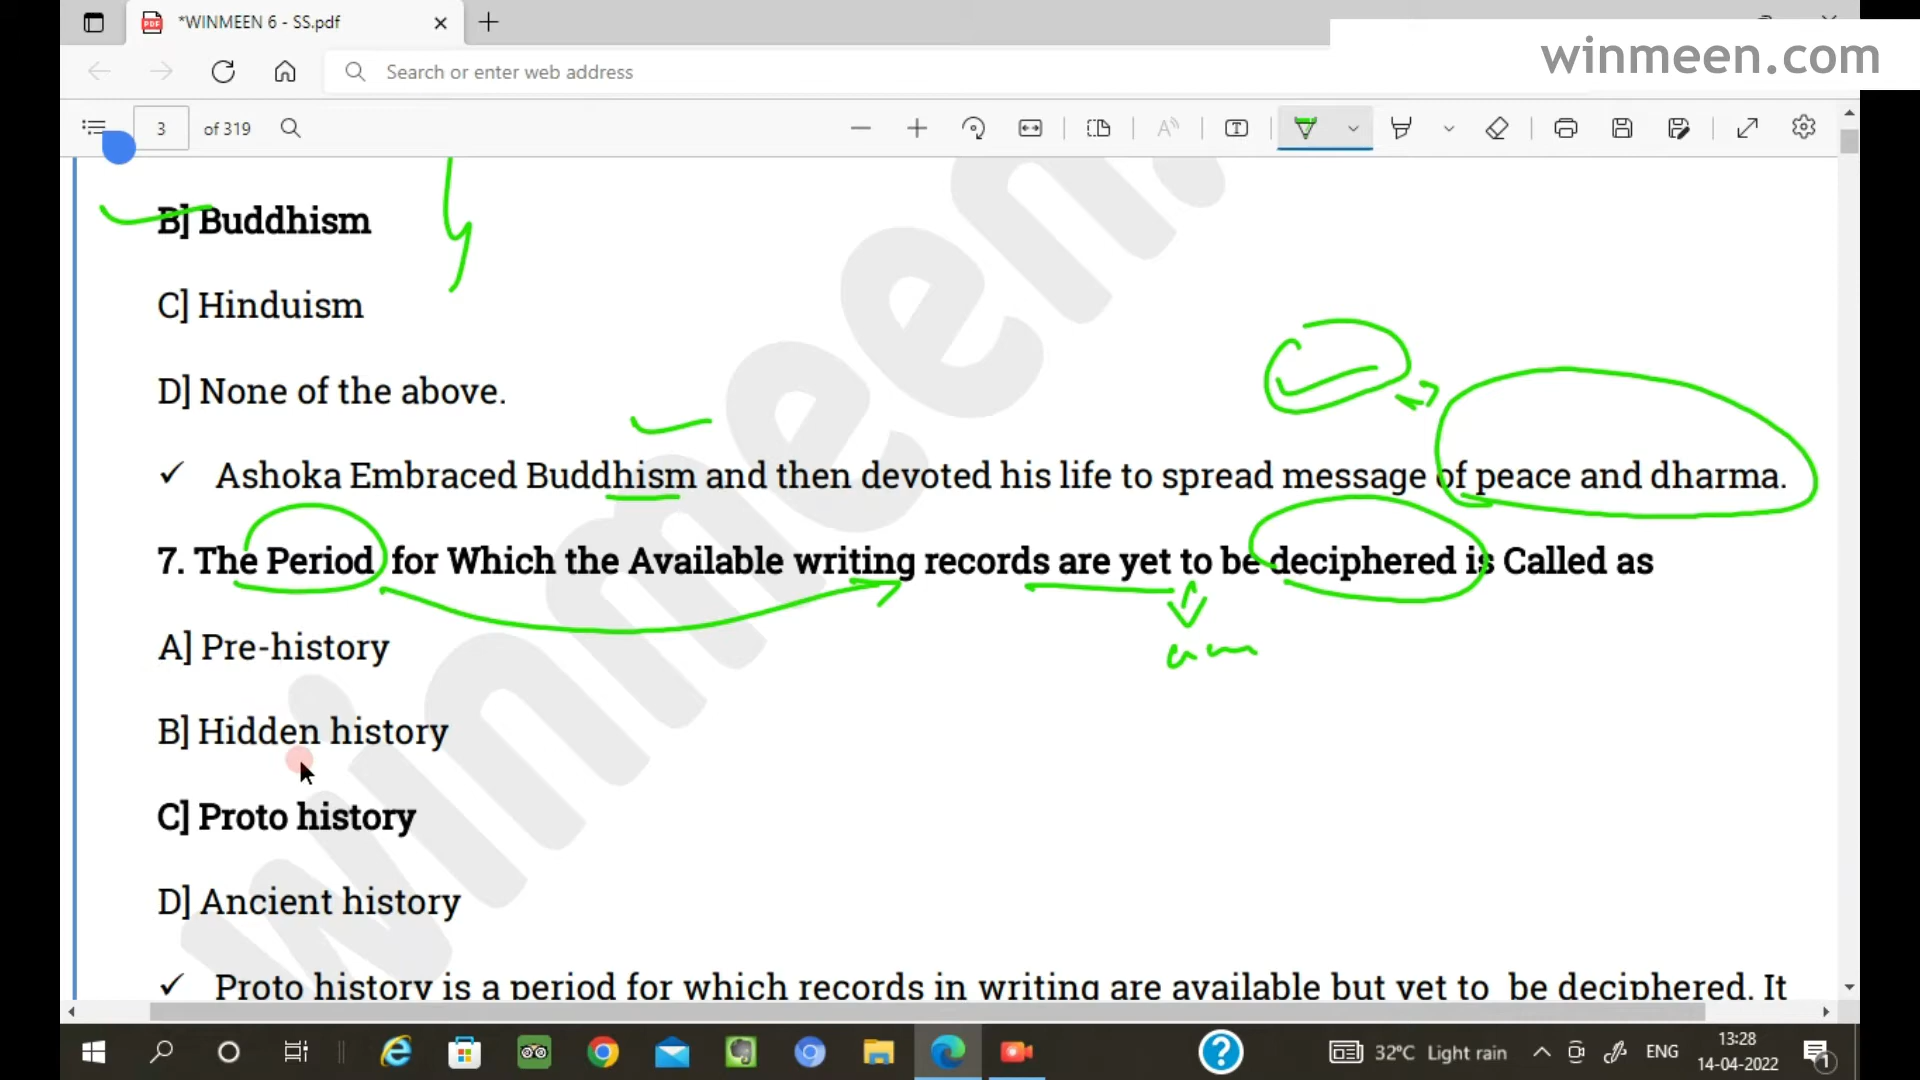 *WINMEEN 6 - SS.pdf
winmeen.com
Search or enter web address
3 of 319
B] Buddhism
C] Hinduism
D] None of the above.
✓ Ashoka Embraced Buddhism and then devoted his life to spread message of peace and dharma.
7. The Period for Which the Available writing records are yet to be deciphered is Called as
A] Pre-history
B] Hidden history
C] Proto history
D] Ancient history
✓ Proto history is a period for which records in writing are available but yet to be deciphered. It
winmeen.
32°C Light rain
ENG
13:28
14-04-2022
1